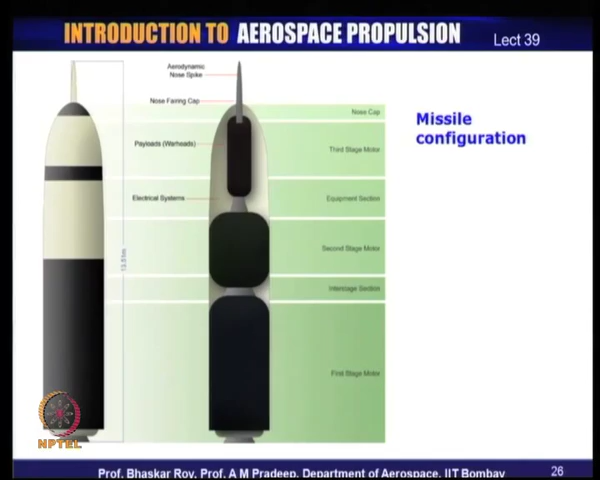 INTRODUCTION TO AEROSPACE PROPULSION
Lect 39
Aerodynamic
Nose Spike
Nose Fairing Cap
Nose Cap
Missile
configuration
Payloads (Warheads)
Third Stage Motor
Electrical Systems
Equipment Section
Second Stage Motor
Interstage Section
First Stage Motor
NPTEL
Prof. Bhaskar Roy, Prof. A M Pradeep, Department of Aerospace, IIT Bombay
26